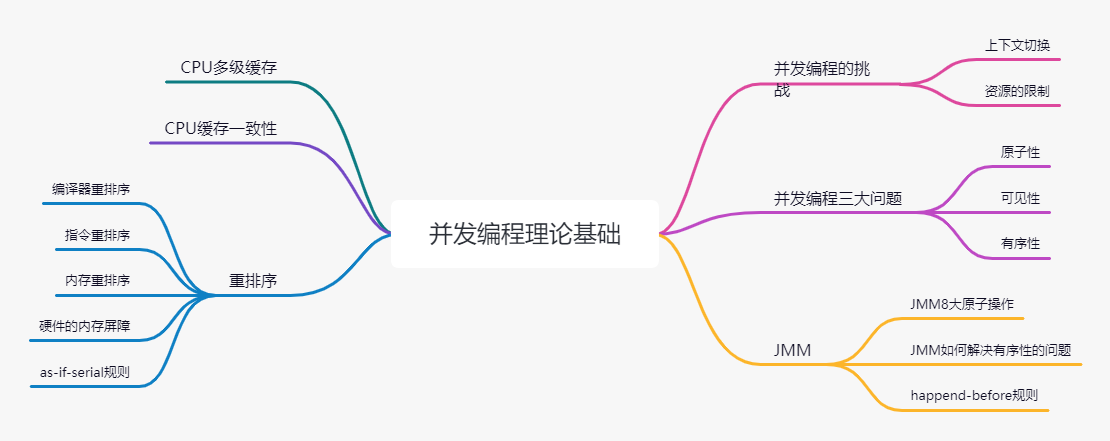 并发编程理论基础
CPU多级缓存
CPU缓存一致性
重排序
编译器重排序
指令重排序
内存重排序
硬件的内存屏障
as-if-serial规则
并发编程的挑
战
上下文切换
资源的限制
并发编程三大问题
原子性
可见性
有序性
JMM
JMM8大原子操作
JMM如何解决有序性的问题
happend-before规则